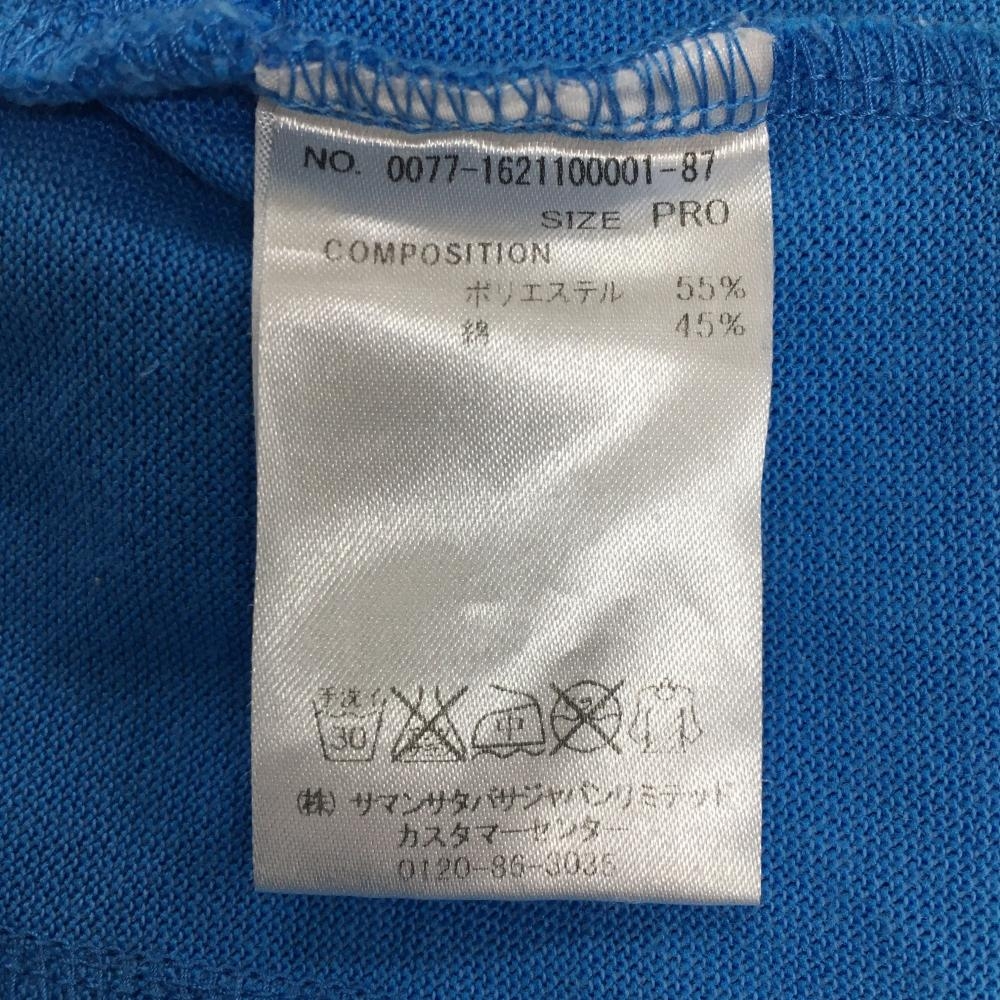 NO. 0077-1621100001-87
SIZE PRO
COMPOSITION
ポリエステル 55%
綿 45%
手洗イ
30
中
(株) サマンサタバサジャパンリミテッド
カスタマーセンター
0120-86-3035